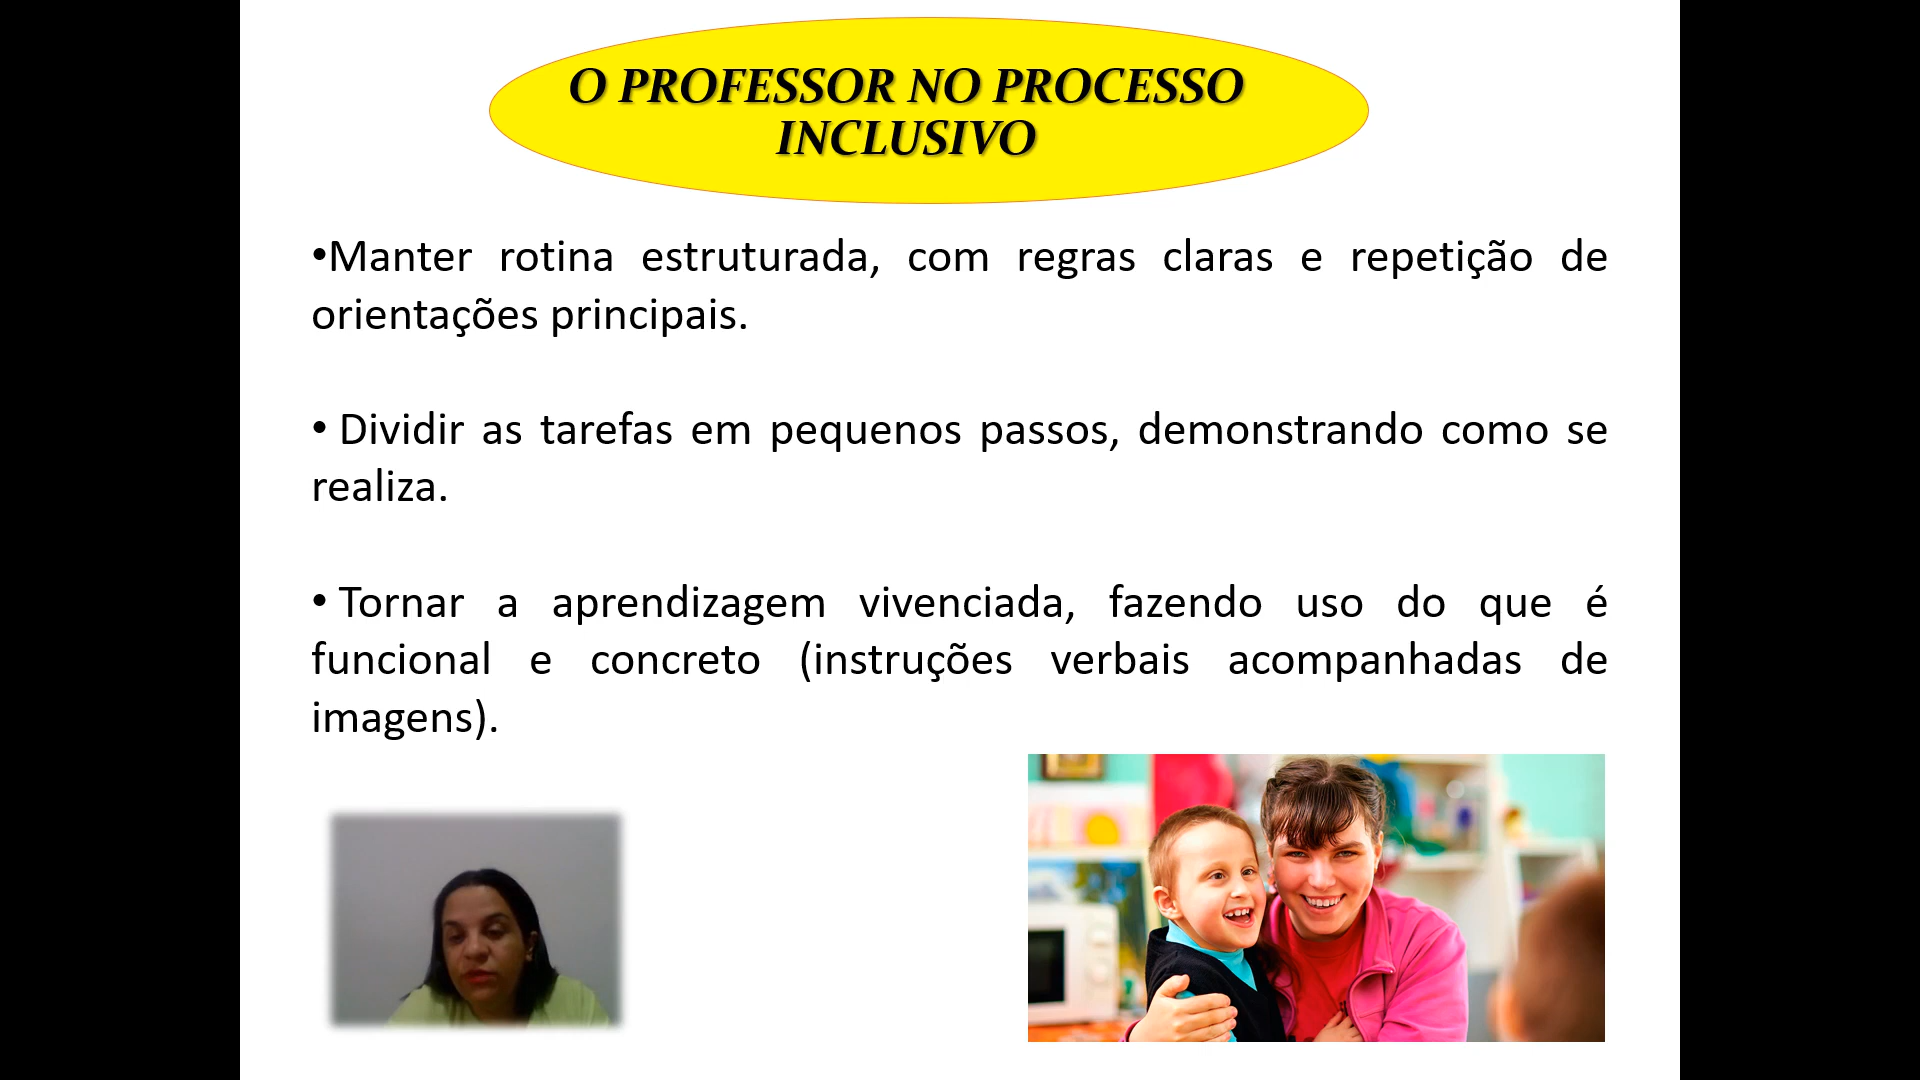 O PROFESSOR NO PROCESSO
INCLUSIVO
•Manter rotina estruturada, com regras claras e repetição de
orientações principais.
• Dividir as tarefas em pequenos passos, demonstrando como se
realiza.
• Tornar a aprendizagem vivenciada, fazendo uso do que é
funcional e concreto (instruções verbais acompanhadas de
imagens).